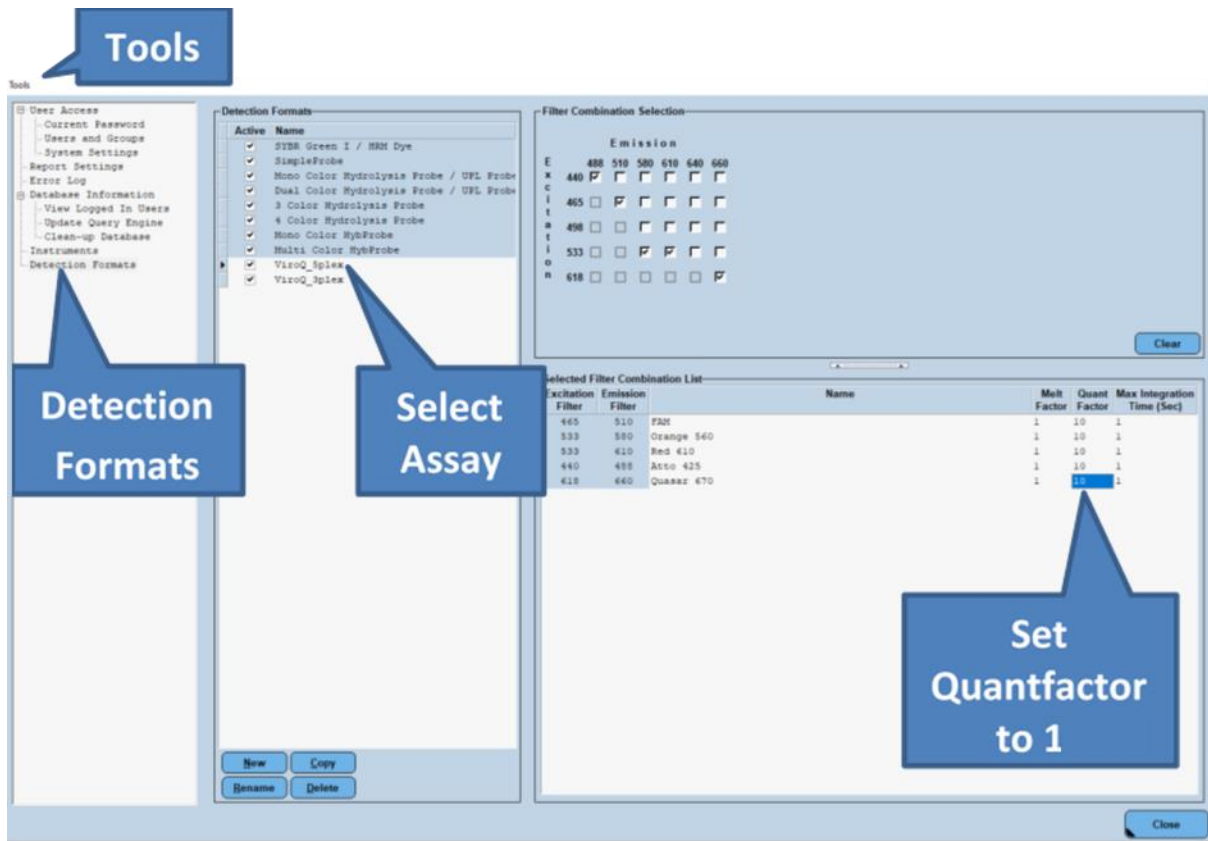 Tools
Tools
User Access
Current Password
Users and Groups
System Settings
Report Settings
Error Log
Database Information
View Logged In Users
Update Query Engine
Clean-up Database
Instruments
Detection Formats
Detection Formats
Active Name
SYBR Green I / HRM Dye
SimpleProbe
Mono Color Hydrolysis Probe / UPL Probe
Dual Color Hydrolysis Probe / UPL Probe
3 Color Hydrolysis Probe
4 Color Hydrolysis Probe
Mono Color HybProbe
Multi Color HybProbe
ViroQ_5plex
ViroQ_3plex
New Copy
Rename Delete
Detection
Formats
Select
Assay
Filter Combination Selection
Emission
Excitation
488 510 580 610 640 660
440
465
498
533
618
Clear
Selected Filter Combination List
Excitation Filter Emission Filter Name Melt Factor Quant Factor Max Integration Time (Sec)
465 510 FAM 1 10 1
533 580 Orange 560 1 10 1
533 610 Red 610 1 10 1
440 488 Atto 425 1 10 1
618 660 Quasar 670 1 10 1
Set
Quantfactor
to 1
Close